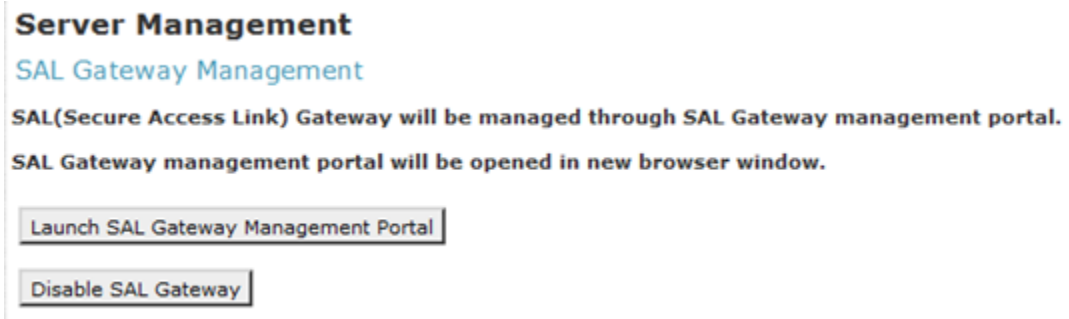 Server Management
SAL Gateway Management
SAL(Secure Access Link) Gateway will be managed through SAL Gateway management portal.
SAL Gateway management portal will be opened in new browser window.
Launch SAL Gateway Management Portal
Disable SAL Gateway